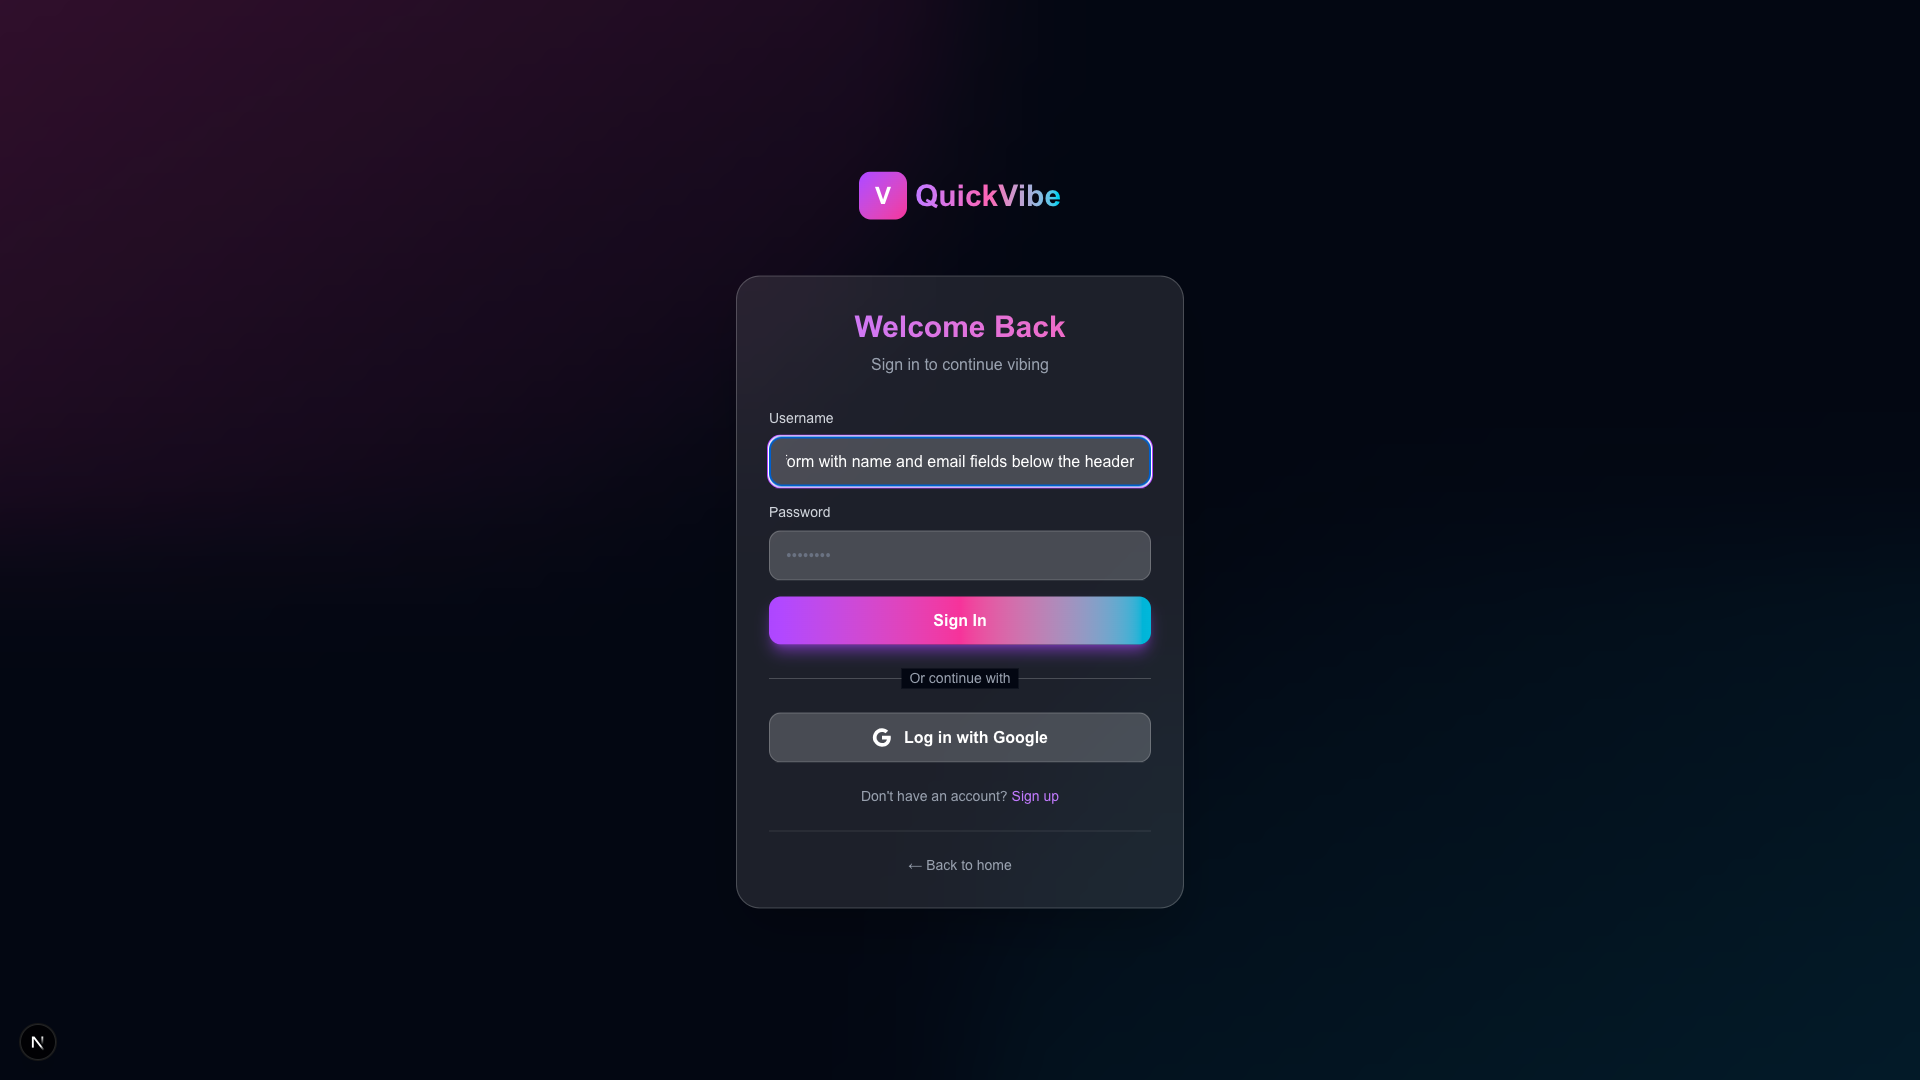 V QuickVibe
Welcome Back
Sign in to continue vibing
Username
form with name and email fields below the header
Password
Sign In
Or continue with
G Log in with Google
Don't have an account? Sign up
← Back to home
N